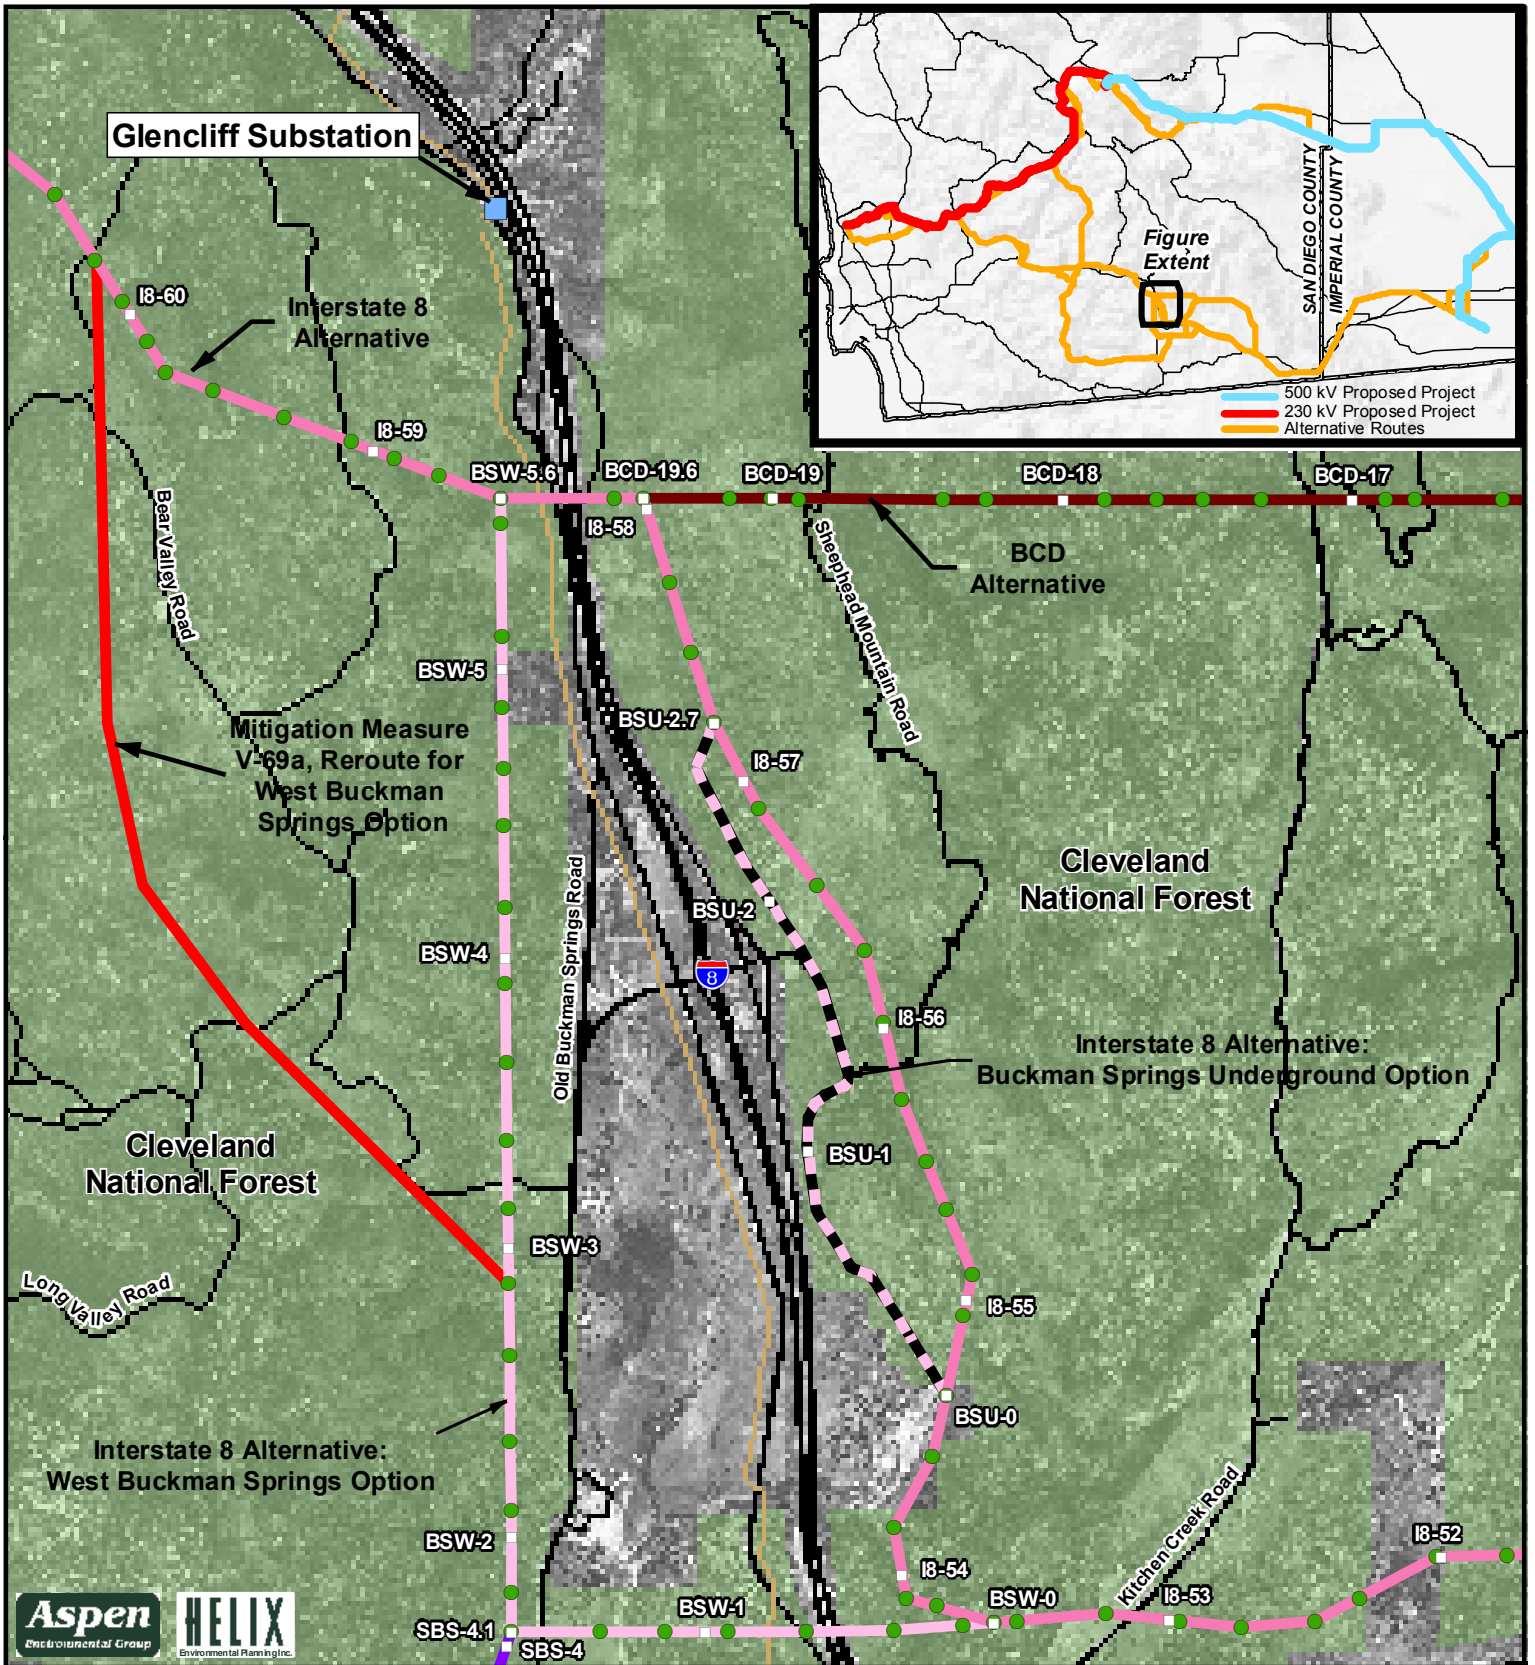 Glencliff Substation
SAN DIEGO COUNTY
IMPERIAL COUNTY
Figure
Extent
500 kV Proposed Project
230 kV Proposed Project
Alternative Routes
I8-60
Interstate 8
Alternative
I8-59
BSW-5.6
BCD-19.6
BCD-19
BCD-18
BCD-17
I8-58
BCD
Alternative
Bear Valley Road
Sheephead Mountain Road
BSW-5
BSU-2.7
Mitigation Measure
V-69a, Reroute for
West Buckman
Springs Option
I8-57
Cleveland
National Forest
Old Buckman Springs Road
BSU-2
BSW-4
8
I8-56
Interstate 8 Alternative:
Buckman Springs Underground Option
Cleveland
National Forest
BSU-1
BSW-3
Long Valley Road
I8-55
BSU-0
Interstate 8 Alternative:
West Buckman Springs Option
Kitchen Creek Road
BSW-2
I8-52
I8-54
BSW-0
I8-53
BSW-1
SBS-4.1
SBS-4
Aspen
Environmental Group
HELIX
Environmental Planning Inc.